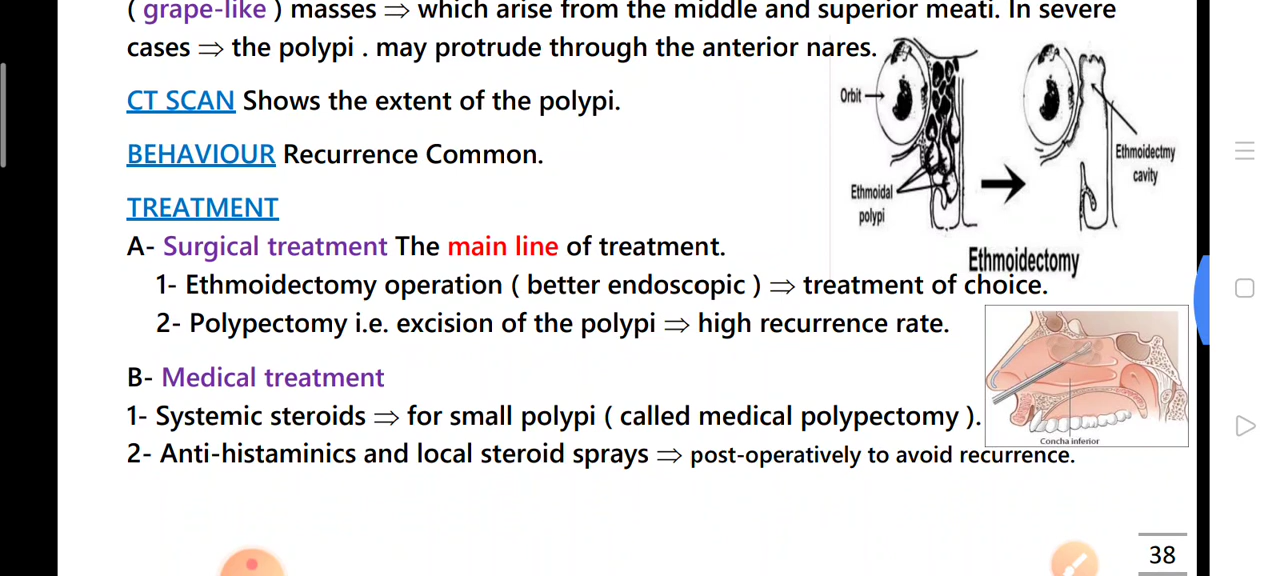 ( grape-like ) masses ⇒ which arise from the middle and superior meati. In severe
cases ⇒ the polypi . may protrude through the anterior nares.
CT SCAN Shows the extent of the polypi.
BEHAVIOUR Recurrence Common.
TREATMENT
A- Surgical treatment The main line of treatment.
1- Ethmoidectomy operation ( better endoscopic ) ⇒ treatment of choice.
2- Polypectomy i.e. excision of the polypi ⇒ high recurrence rate.
B- Medical treatment
1- Systemic steroids ⇒ for small polypi ( called medical polypectomy ).
2- Anti-histaminics and local steroid sprays ⇒ post-operatively to avoid recurrence.
Orbit
Ethmoidal
polypi
Ethmoidectmy
cavity
Ethmoidectomy
Concha inferior
38